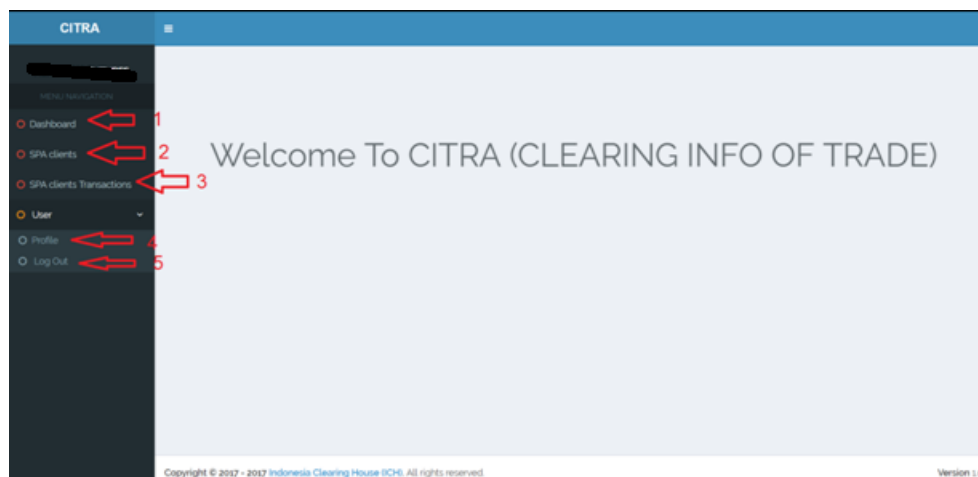 CiTRA
MENU NAVIGATION
Dashboard
1
SPA clients
2
SPA clients Transactions
3
User
Profile
4
Log Out
5
Welcome To CITRA (CLEARING INFO OF TRADE)
Copyright © 2017 - 2017 Indonesia Clearing House (ICH). All rights reserved.
Version